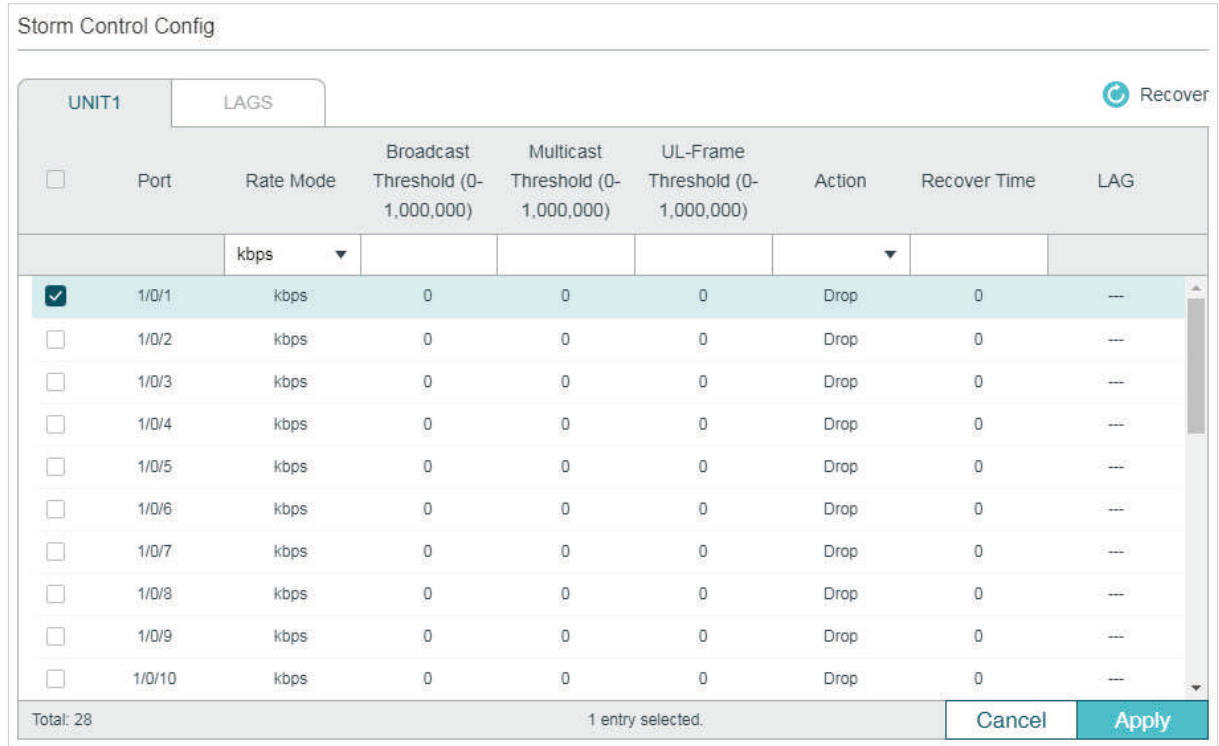 Storm Control Config
UNIT1 LAGS Recover
Port Rate Mode Broadcast Threshold (0-1,000,000) Multicast Threshold (0-1,000,000) UL-Frame Threshold (0-1,000,000) Action Recover Time LAG
kbps
1/0/1 kbps 0 0 0 Drop 0 ---
1/0/2 kbps 0 0 0 Drop 0 ---
1/0/3 kbps 0 0 0 Drop 0 ---
1/0/4 kbps 0 0 0 Drop 0 ---
1/0/5 kbps 0 0 0 Drop 0 ---
1/0/6 kbps 0 0 0 Drop 0 ---
1/0/7 kbps 0 0 0 Drop 0 ---
1/0/8 kbps 0 0 0 Drop 0 ---
1/0/9 kbps 0 0 0 Drop 0 ---
1/0/10 kbps 0 0 0 Drop 0 ---
Total: 28 1 entry selected. Cancel Apply